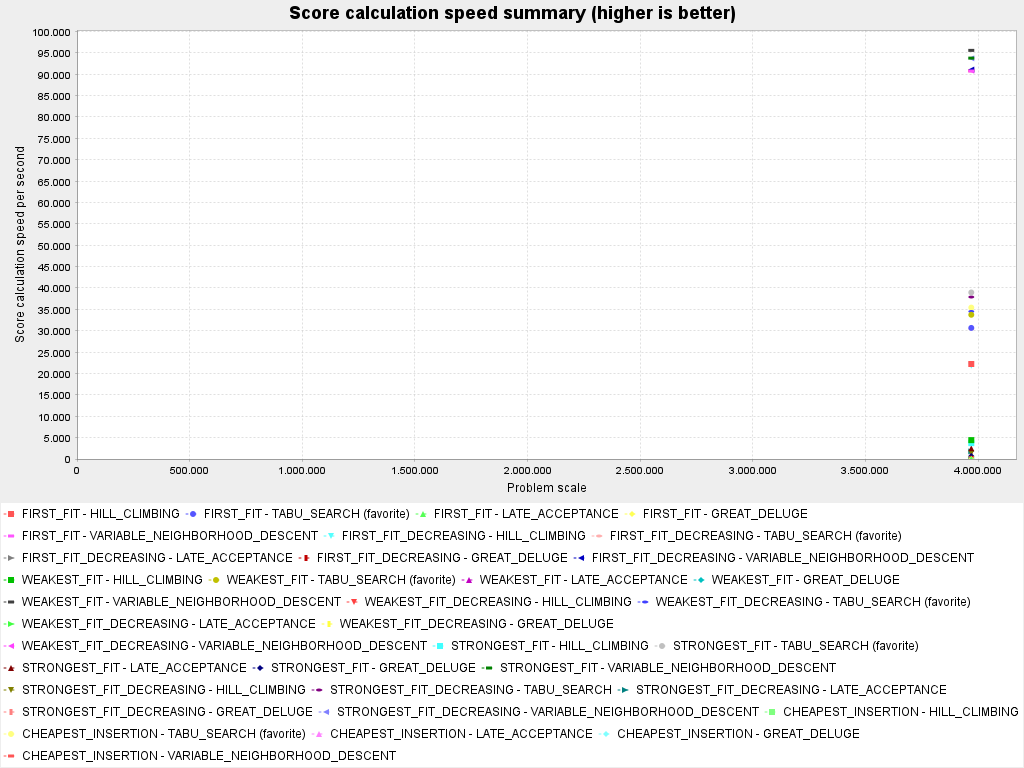 Score calculation speed summary (higher is better)
100.000
95.000
90.000
85.000
80.000
75.000
70.000
65.000
60.000
55.000
50.000
45.000
40.000
35.000
30.000
25.000
20.000
15.000
10.000
5.000
0
Score calculation speed per second
0 500.000 1.000.000 1.500.000 2.000.000 2.500.000 3.000.000 3.500.000 4.000.000
Problem scale
FIRST_FIT - HILL_CLIMBING FIRST_FIT - TABU_SEARCH (favorite) FIRST_FIT - LATE_ACCEPTANCE FIRST_FIT - GREAT_DELUGE
FIRST_FIT - VARIABLE_NEIGHBORHOOD_DESCENT FIRST_FIT_DECREASING - HILL_CLIMBING FIRST_FIT_DECREASING - TABU_SEARCH (favorite)
FIRST_FIT_DECREASING - LATE_ACCEPTANCE FIRST_FIT_DECREASING - GREAT_DELUGE FIRST_FIT_DECREASING - VARIABLE_NEIGHBORHOOD_DESCENT
WEAKEST_FIT - HILL_CLIMBING WEAKEST_FIT - TABU_SEARCH (favorite) WEAKEST_FIT - LATE_ACCEPTANCE WEAKEST_FIT - GREAT_DELUGE
WEAKEST_FIT - VARIABLE_NEIGHBORHOOD_DESCENT WEAKEST_FIT_DECREASING - HILL_CLIMBING WEAKEST_FIT_DECREASING - TABU_SEARCH (favorite)
WEAKEST_FIT_DECREASING - LATE_ACCEPTANCE WEAKEST_FIT_DECREASING - GREAT_DELUGE
WEAKEST_FIT_DECREASING - VARIABLE_NEIGHBORHOOD_DESCENT STRONGEST_FIT - HILL_CLIMBING STRONGEST_FIT - TABU_SEARCH (favorite)
STRONGEST_FIT - LATE_ACCEPTANCE STRONGEST_FIT - GREAT_DELUGE STRONGEST_FIT - VARIABLE_NEIGHBORHOOD_DESCENT
STRONGEST_FIT_DECREASING - HILL_CLIMBING STRONGEST_FIT_DECREASING - TABU_SEARCH STRONGEST_FIT_DECREASING - LATE_ACCEPTANCE
STRONGEST_FIT_DECREASING - GREAT_DELUGE STRONGEST_FIT_DECREASING - VARIABLE_NEIGHBORHOOD_DESCENT CHEAPEST_INSERTION - HILL_CLIMBING
CHEAPEST_INSERTION - TABU_SEARCH (favorite) CHEAPEST_INSERTION - LATE_ACCEPTANCE CHEAPEST_INSERTION - GREAT_DELUGE
CHEAPEST_INSERTION - VARIABLE_NEIGHBORHOOD_DESCENT